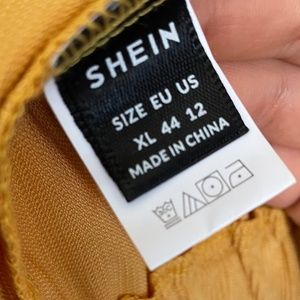 SHEIN
SIZE EU US
XL 44 12
MADE IN CHINA